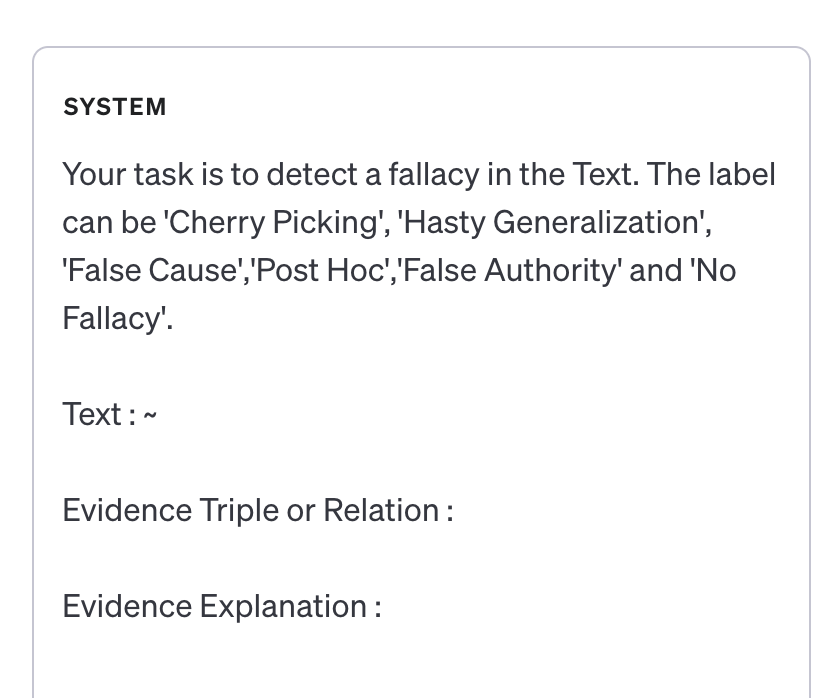 SYSTEM
Your task is to detect a fallacy in the Text. The label
can be 'Cherry Picking', 'Hasty Generalization',
'False Cause','Post Hoc','False Authority' and 'No
Fallacy'.
Text : ~
Evidence Triple or Relation :
Evidence Explanation :